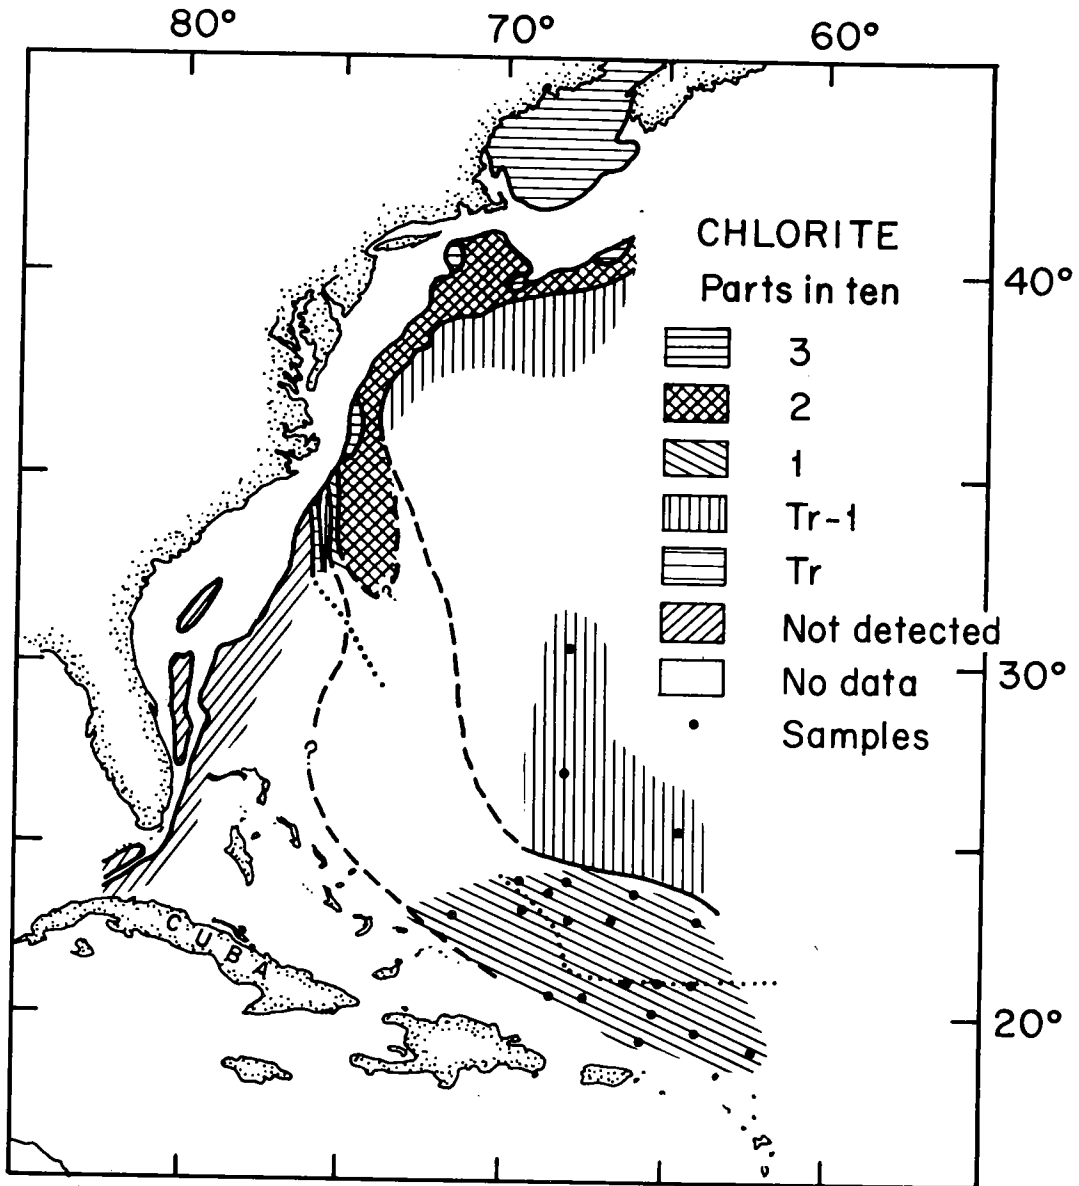 80° 70° 60°
CHLORITE
Parts in ten
40°
3
2
1
Tr-1
Tr
Not detected
30°
No data
Samples
?
?
CUBA
20°